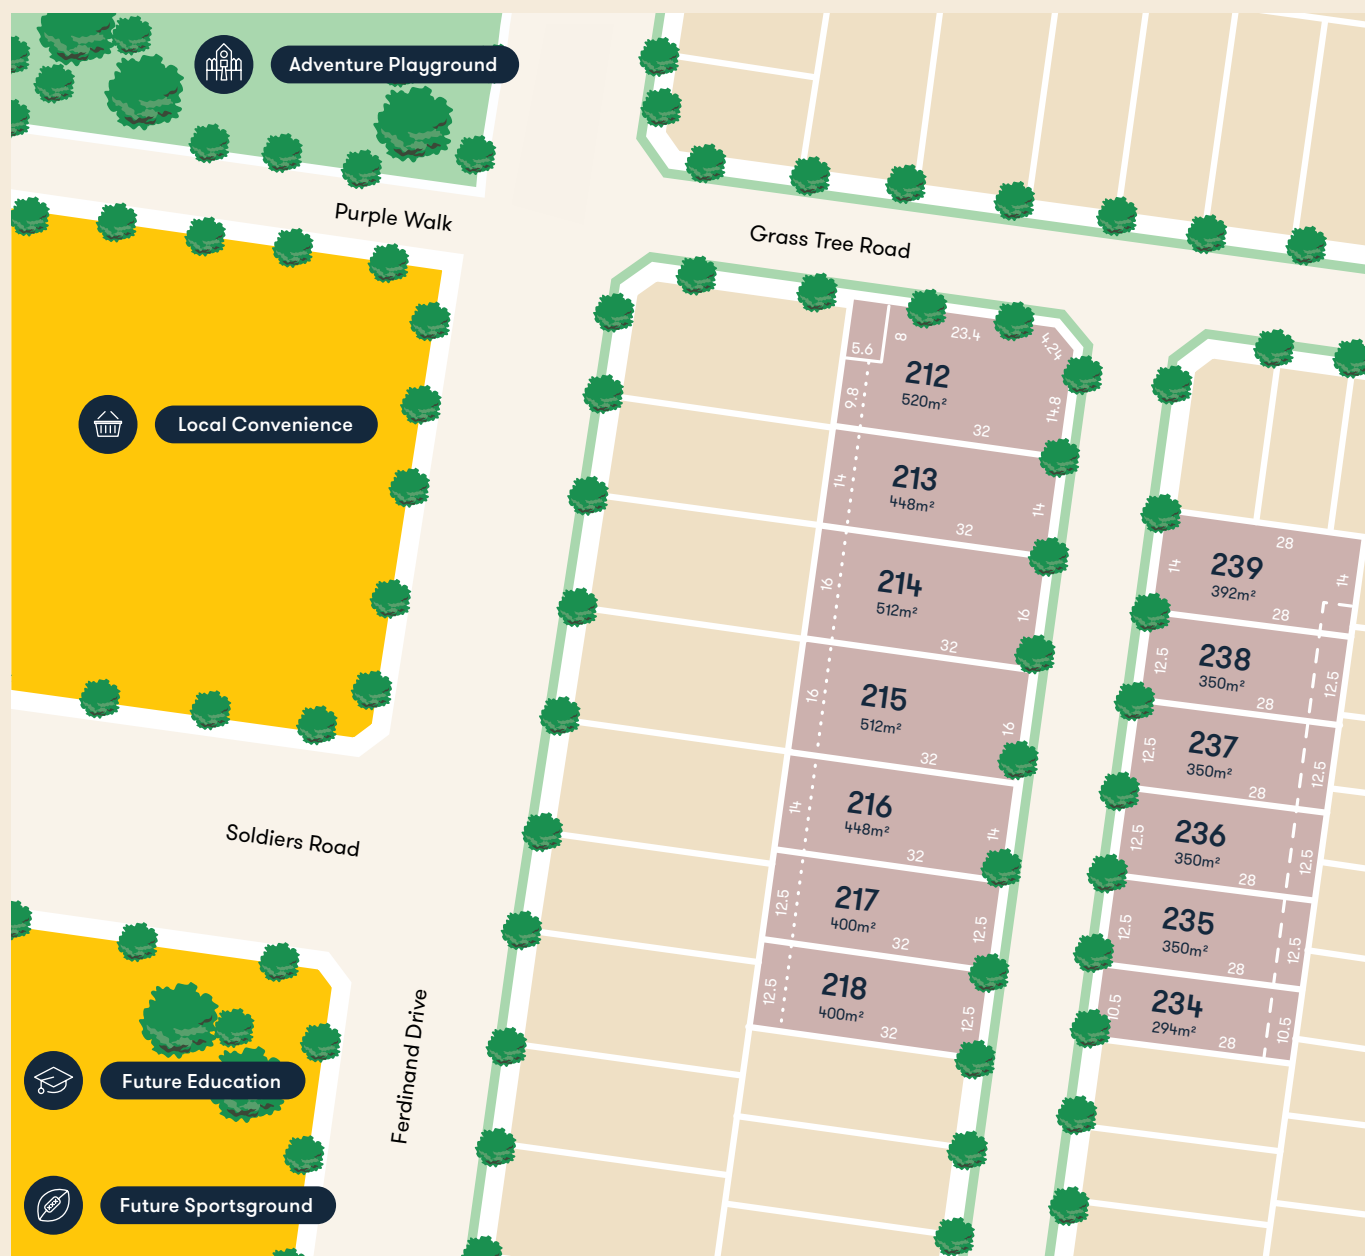 Adventure Playground
Purple Walk
Grass Tree Road
Local Convenience
Soldiers Road
Ferdinand Drive
Future Education
Future Sportsground
5.6
8
23.4
4.24
212
520m²
9.8
14.8
32
213
448m²
14
14
32
214
512m²
16
16
32
215
512m²
16
16
32
216
448m²
14
14
32
217
400m²
12.5
12.5
32
218
400m²
12.5
12.5
32
28
239
392m²
14
14
28
238
350m²
12.5
12.5
28
237
350m²
12.5
12.5
28
236
350m²
12.5
12.5
28
235
350m²
12.5
12.5
28
234
294m²
10.5
10.5
28